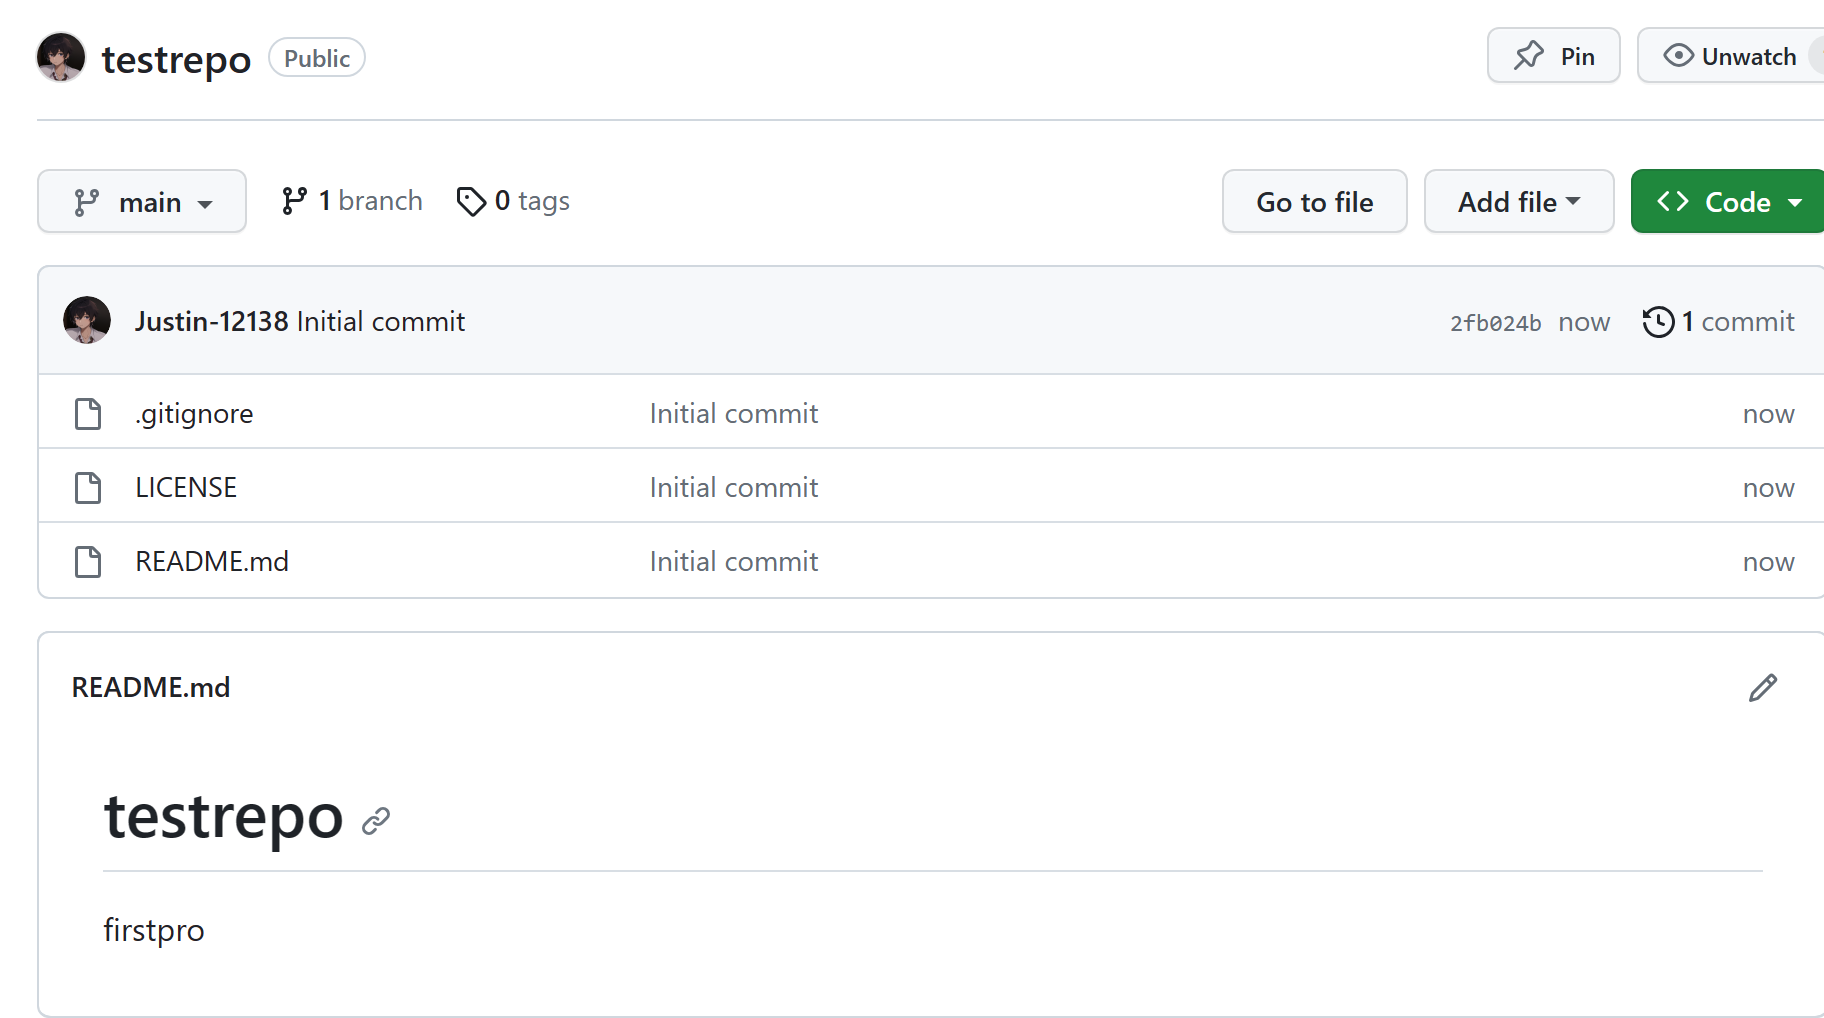 testrepo Public Pin Unwatch
main 1 branch 0 tags Go to file Add file Code
Justin-12138 Initial commit 2fb024b now 1 commit
.gitignore Initial commit now
LICENSE Initial commit now
README.md Initial commit now
README.md
testrepo
firstpro